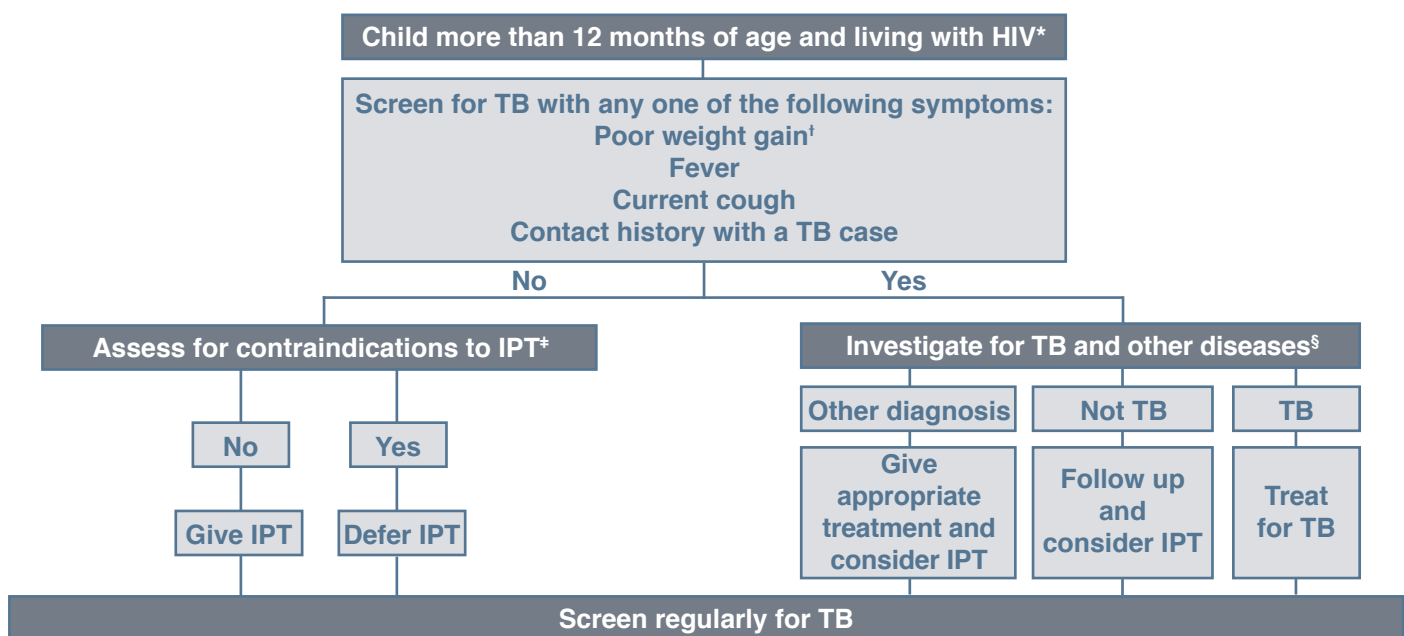 Child more than 12 months of age and living with HIV*
Screen for TB with any one of the following symptoms:
Poor weight gain†
Fever
Current cough
Contact history with a TB case
No
Yes
Assess for contraindications to IPT‡
No
Yes
Give IPT
Defer IPT
Investigate for TB and other diseases§
Other diagnosis
Not TB
TB
Give
appropriate
treatment and
consider IPT
Follow up
and
consider IPT
Treat
for TB
Screen regularly for TB